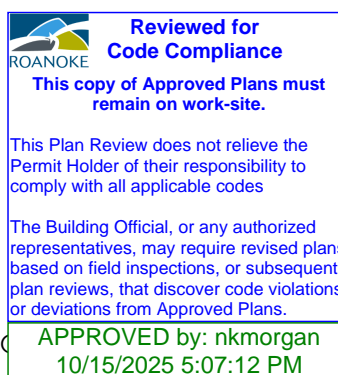 ROANOKE
Reviewed for
Code Compliance
This copy of Approved Plans must
remain on work-site.
This Plan Review does not relieve the
Permit Holder of their responsibility to
comply with all applicable codes
The Building Official, or any authorized
representatives, may require revised plans
based on field inspections, or subsequent
plan reviews, that discover code violations
or deviations from Approved Plans.
APPROVED by: nkmorgan
10/15/2025 5:07:12 PM